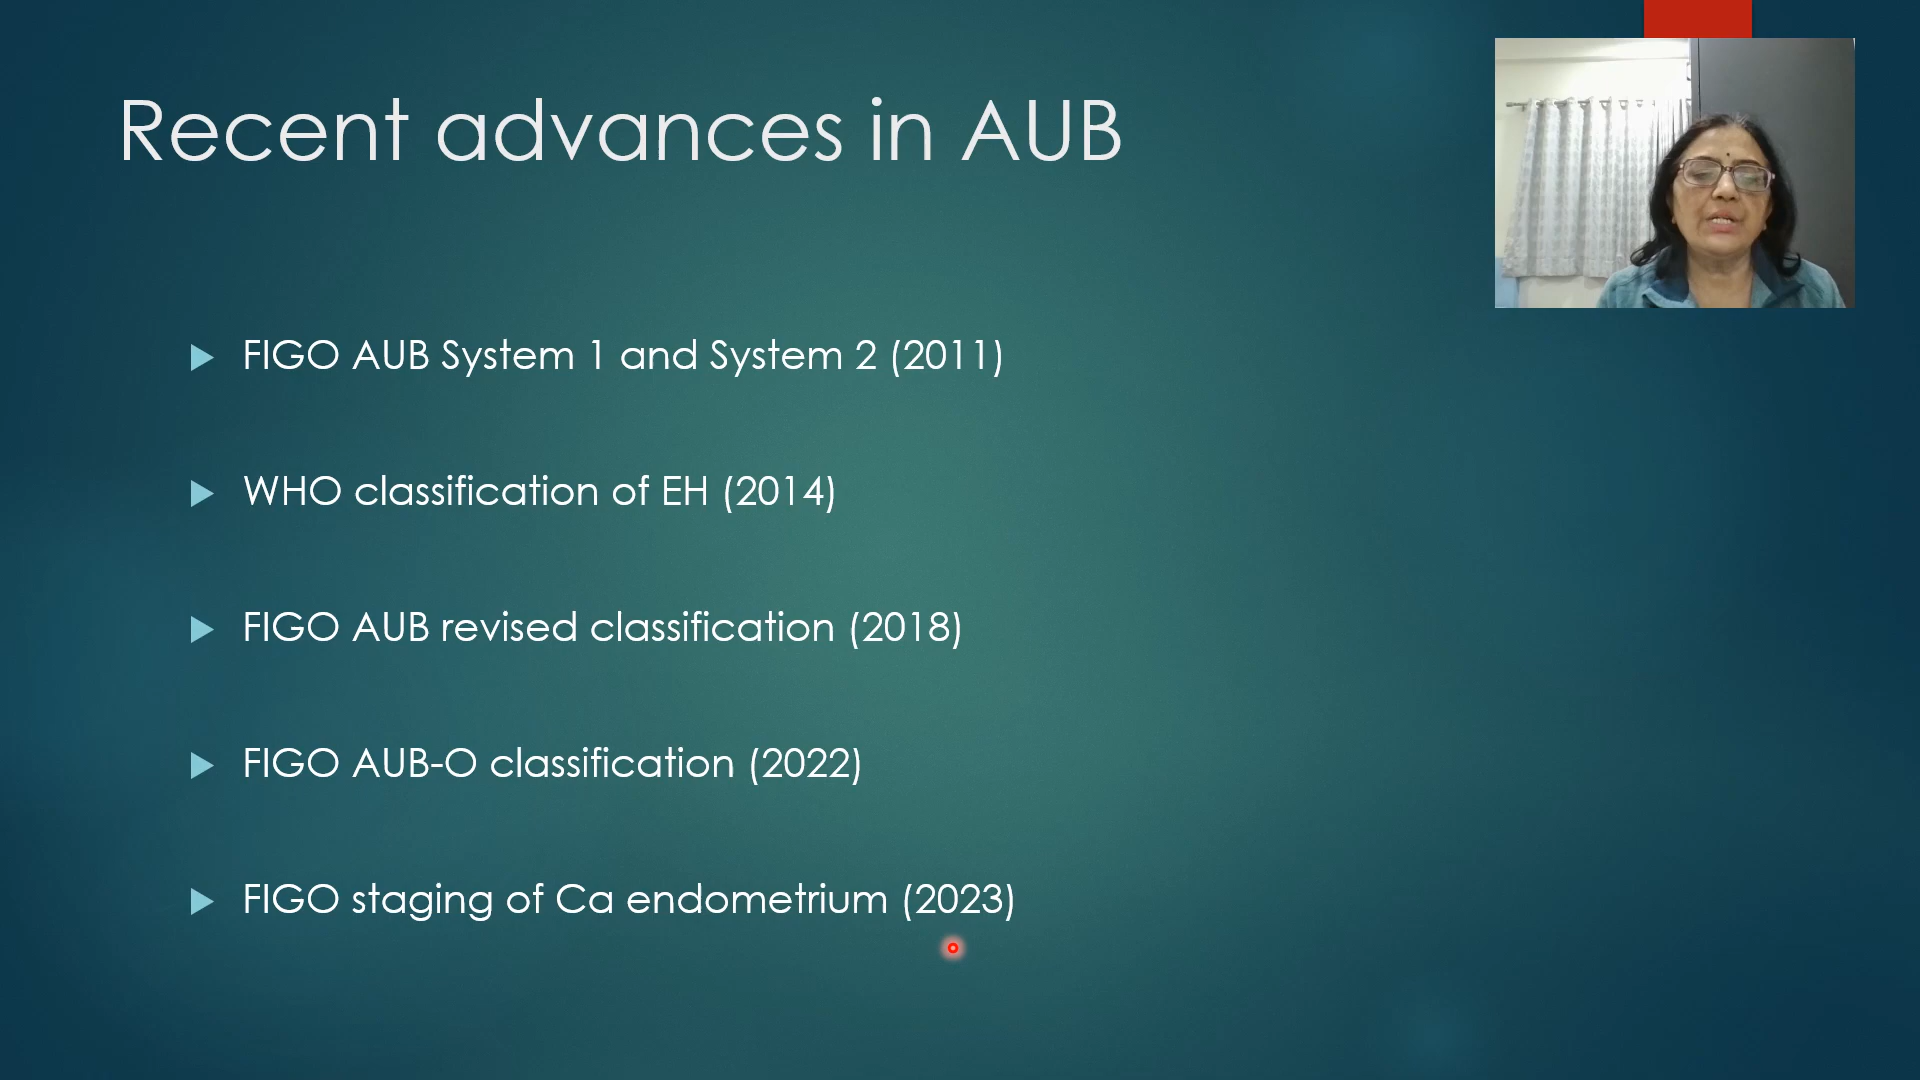 Recent advances in AUB
FIGO AUB System 1 and System 2 (2011)
WHO classification of EH (2014)
FIGO AUB revised classification (2018)
FIGO AUB-O classification (2022)
FIGO staging of Ca endometrium (2023)